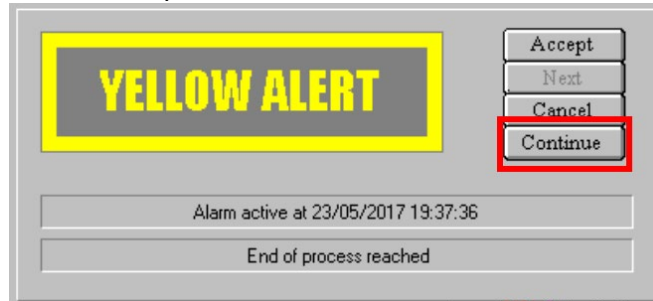 YELLOW ALERT
Accept
Next
Cancel
Continue
Alarm active at 23/05/2017 19:37:36
End of process reached